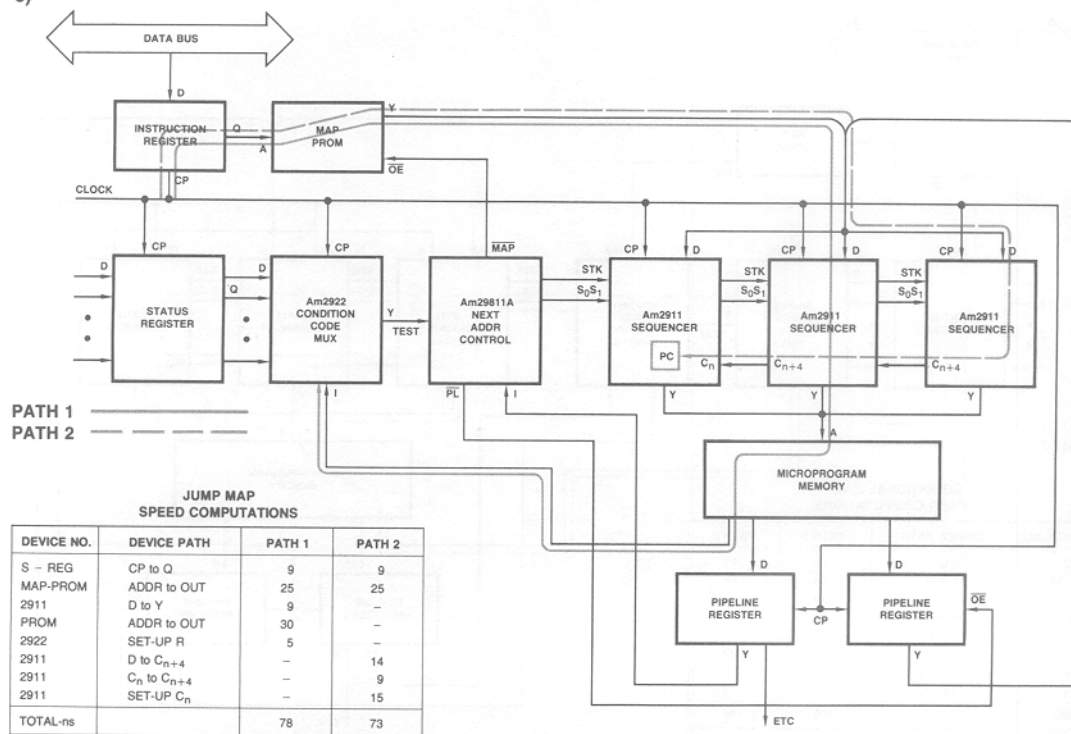 DATA BUS
D
INSTRUCTION
REGISTER
Q
A
MAP
PROM
Y
OE
CP
CLOCK
CP
CP
MAP
CP
D
CP
D
CP
D
D
STATUS
REGISTER
D
Q
Am2922
CONDITION
CODE
MUX
Y
TEST
Am29811A
NEXT
ADDR
CONTROL
STK
S0S1
Am2911
SEQUENCER
PC
Cn
STK
S0S1
Am2911
SEQUENCER
Cn+4
STK
S0S1
Am2911
SEQUENCER
Cn+4
I
PL
I
Y
Y
Y
PATH 1
PATH 2
A
MICROPROGRAM
MEMORY
D
D
PIPELINE
REGISTER
CP
PIPELINE
REGISTER
OE
Y
Y
ETC
JUMP MAP
SPEED COMPUTATIONS
DEVICE NO. DEVICE PATH PATH 1 PATH 2
S – REG CP to Q 9 9
MAP-PROM ADDR to OUT 25 25
2911 D to Y 9 –
PROM ADDR to OUT 30 –
2922 SET-UP R 5 –
2911 D to Cn+4 – 14
2911 Cn to Cn+4 – 9
2911 SET-UP Cn – 15
TOTAL-ns 78 73